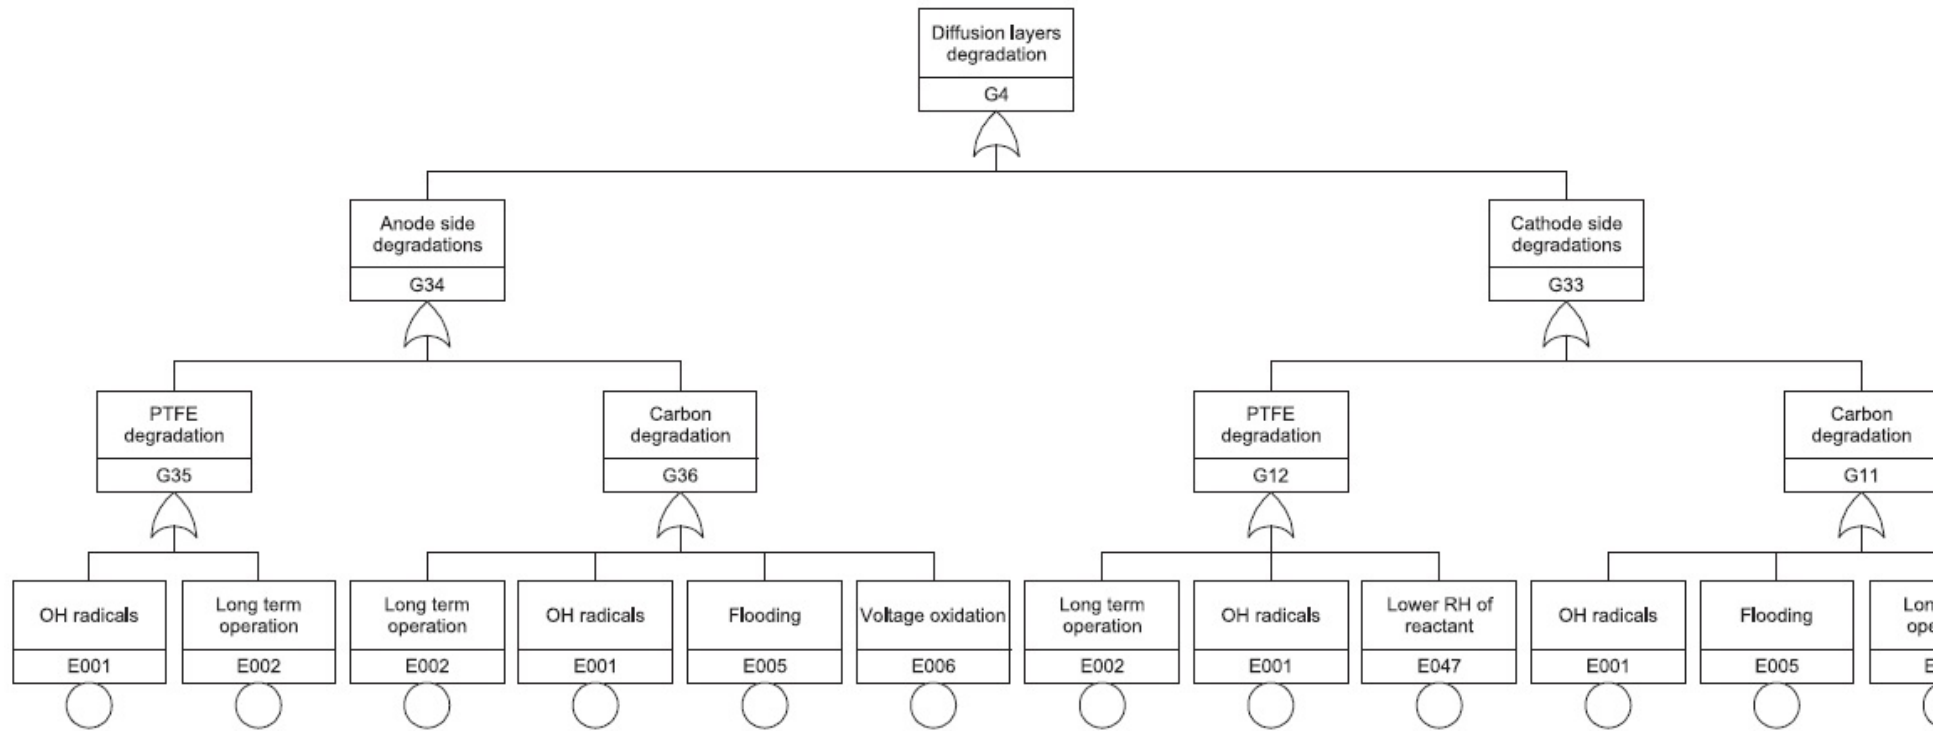 Diffusion layers
degradation
G4
Anode side
degradations
G34
Cathode side
degradations
G33
PTFE
degradation
G35
Carbon
degradation
G36
PTFE
degradation
G12
Carbon
degradation
G11
OH radicals
E001
Long term
operation
E002
Long term
operation
E002
OH radicals
E001
Flooding
E005
Voltage oxidation
E006
Long term
operation
E002
OH radicals
E001
Lower RH of
reactant
E047
OH radicals
E001
Flooding
E005